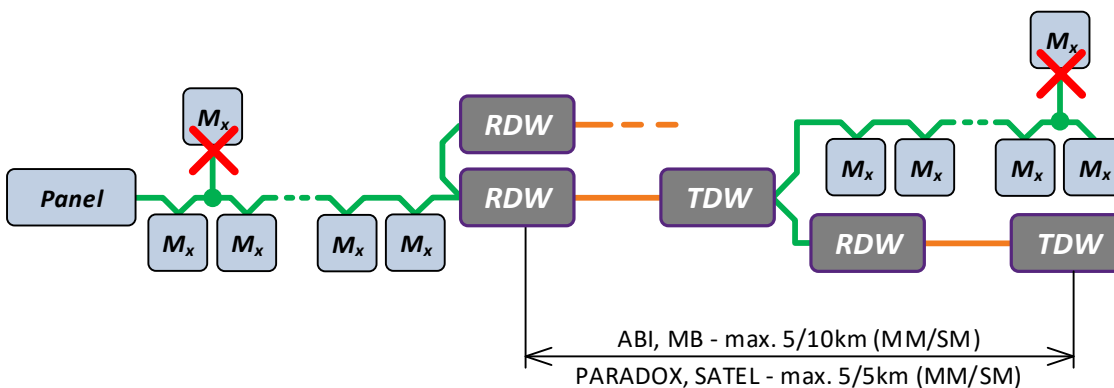 Mx
Mx
RDW
Panel
RDW
TDW
Mx
Mx
Mx
Mx
Mx
Mx
Mx
Mx
RDW
TDW
ABI, MB - max. 5/10km (MM/SM)
PARADOX, SATEL - max. 5/5km (MM/SM)